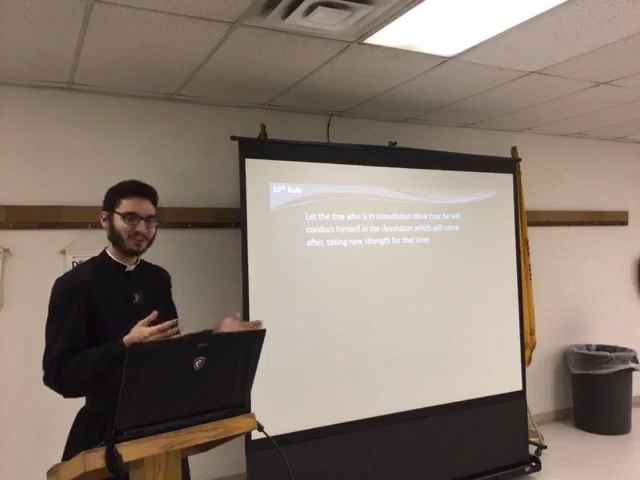 10th Rule
Let the one who is in consolation think how he will
conduct himself in the desolation which will come
after, taking new strength for that time